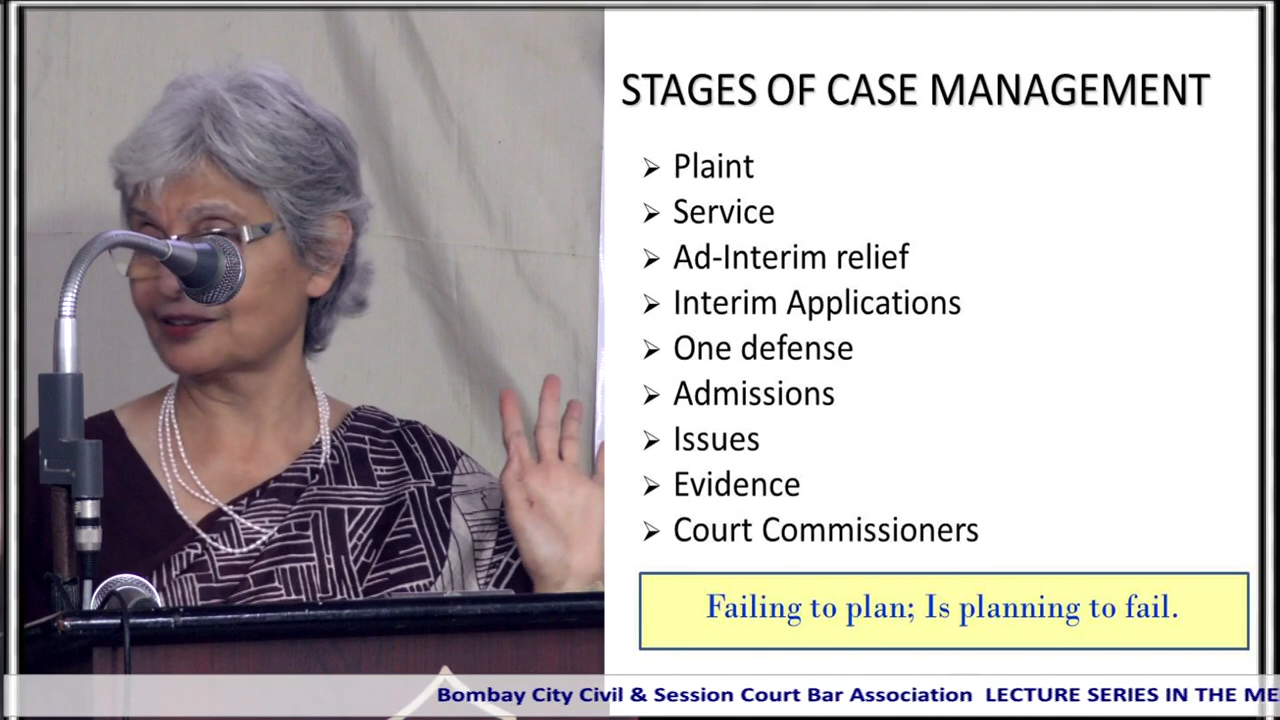 STAGES OF CASE MANAGEMENT
Plaint
Service
Ad-Interim relief
Interim Applications
One defense
Admissions
Issues
Evidence
Court Commissioners
Failing to plan; Is planning to fail.
Bombay City Civil & Session Court Bar Association LECTURE SERIES IN THE